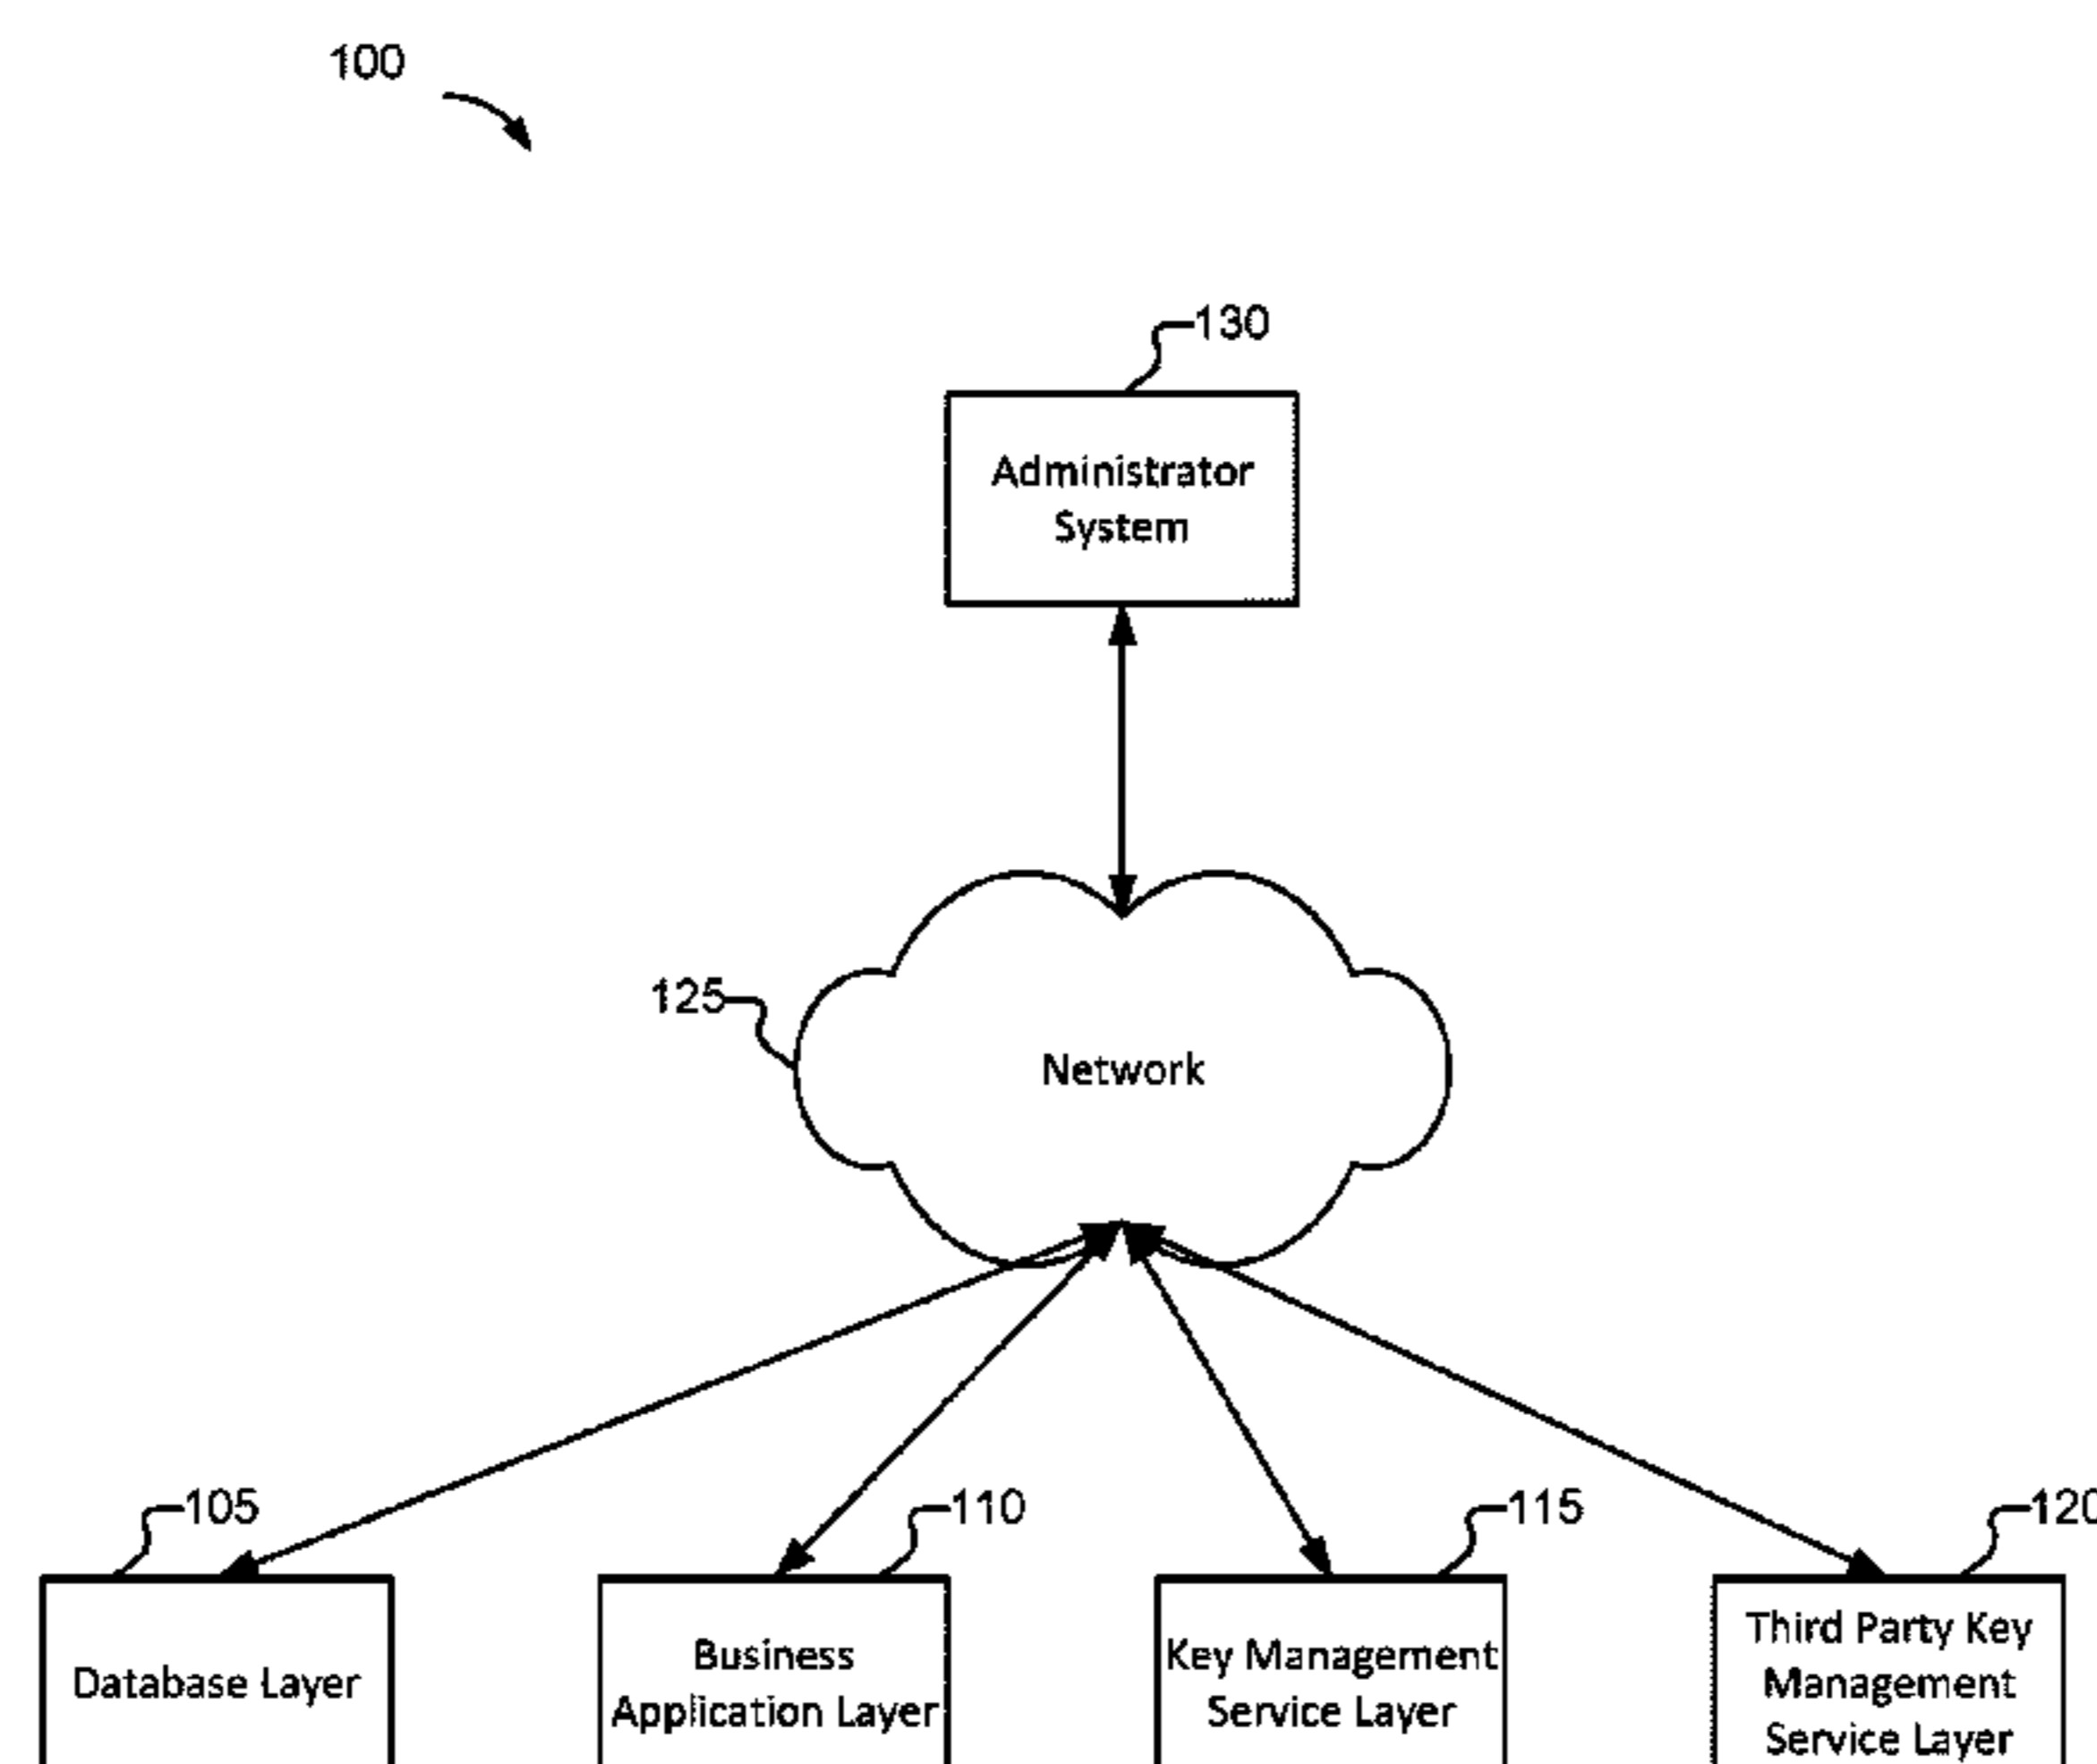 100
130
Administrator
System
125
Network
105
110
115
120
Database Layer
Business
Application Layer
Key Management
Service Layer
Third Party Key
Management
Service Layer